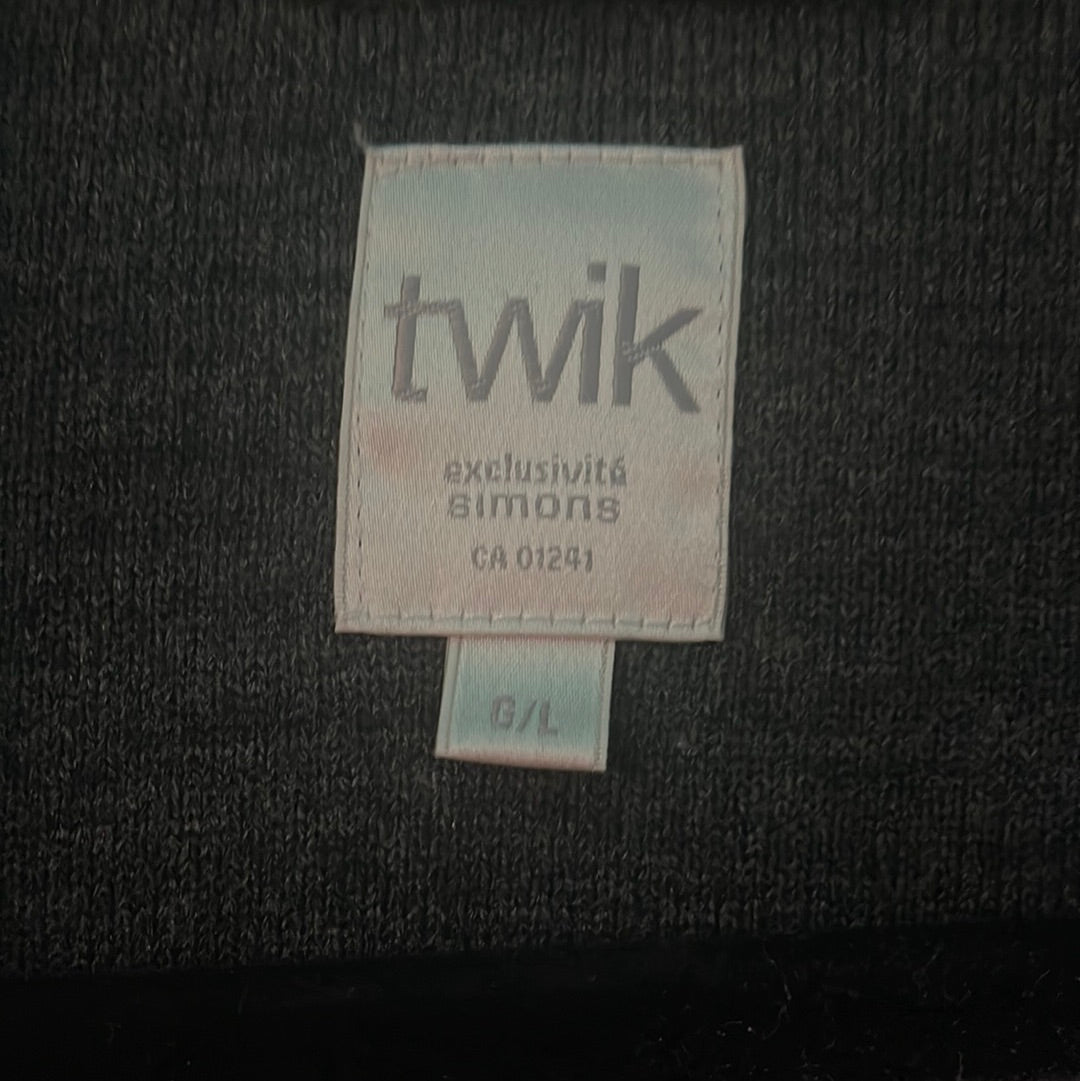 twik
exclusivité
simons
CA 01241
G/L